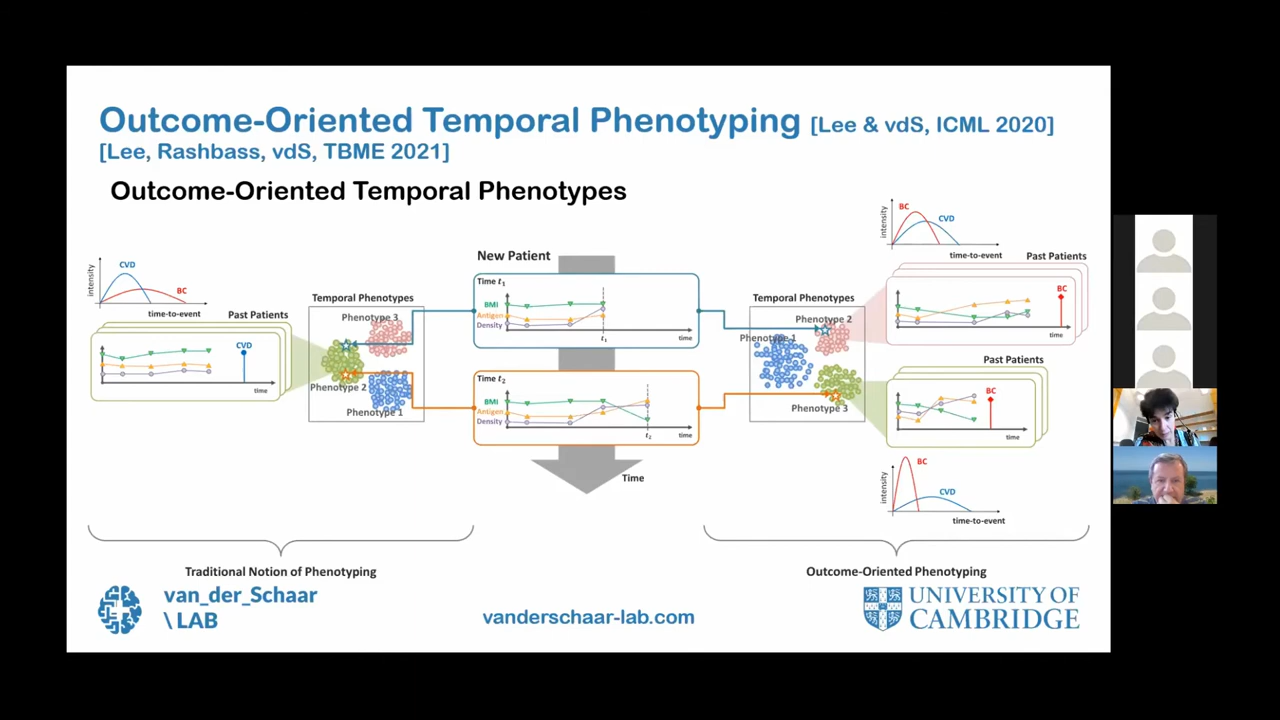 Outcome-Oriented Temporal Phenotyping [Lee & vdS, ICML 2020]
[Lee, Rashbass, vdS, TBME 2021]
Outcome-Oriented Temporal Phenotypes
intensity
CVD
BC
time-to-event
Past Patients
time
Temporal Phenotypes
Phenotype 3
Phenotype 2
Phenotype 1
New Patient
Time t₁
BMI
Antigen
Density
t₁
time
Time t₂
BMI
Antigen
Density
t₂
time
Time
Temporal Phenotypes
Phenotype 2
Phenotype 1
Phenotype 3
intensity
BC
CVD
time-to-event
Past Patients
BC
time
Past Patients
BC
time
intensity
BC
CVD
time-to-event
Traditional Notion of Phenotyping
Outcome-Oriented Phenotyping
van_der_Schaar
\ LAB
vanderschaar-lab.com
UNIVERSITY OF
CAMBRIDGE